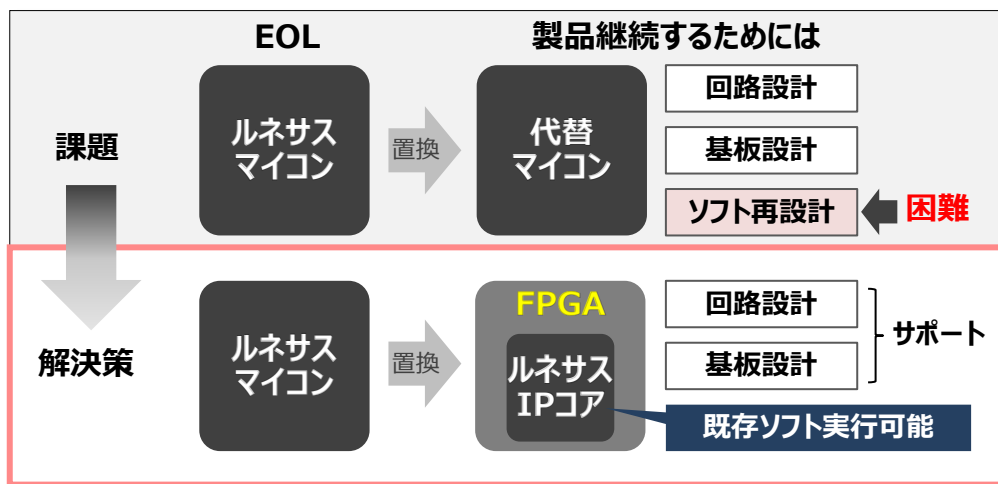 EOL
製品継続するためには
課題
ルネサス
マイコン
置換
代替
マイコン
回路設計
基板設計
ソフト再設計
困難
解決策
ルネサス
マイコン
置換
FPGA
ルネサス
IPコア
回路設計
基板設計
サポート
既存ソフト実行可能